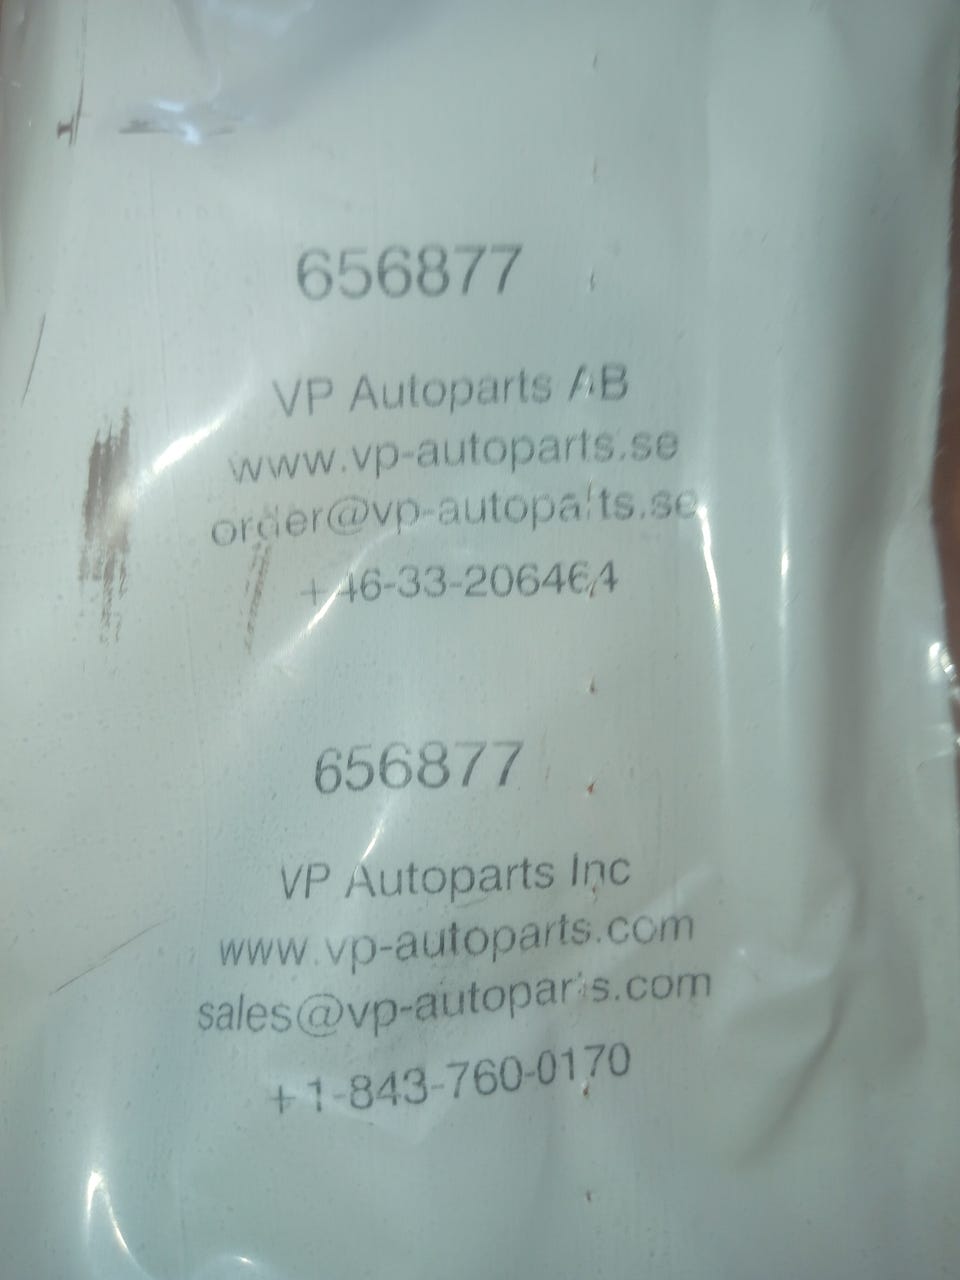 656877
VP Autoparts AB
www.vp-autoparts.se
order@vp-autoparts.se
+46-33-206464
656877
VP Autoparts Inc
www.vp-autoparts.com
sales@vp-autoparts.com
+1-843-760-0170